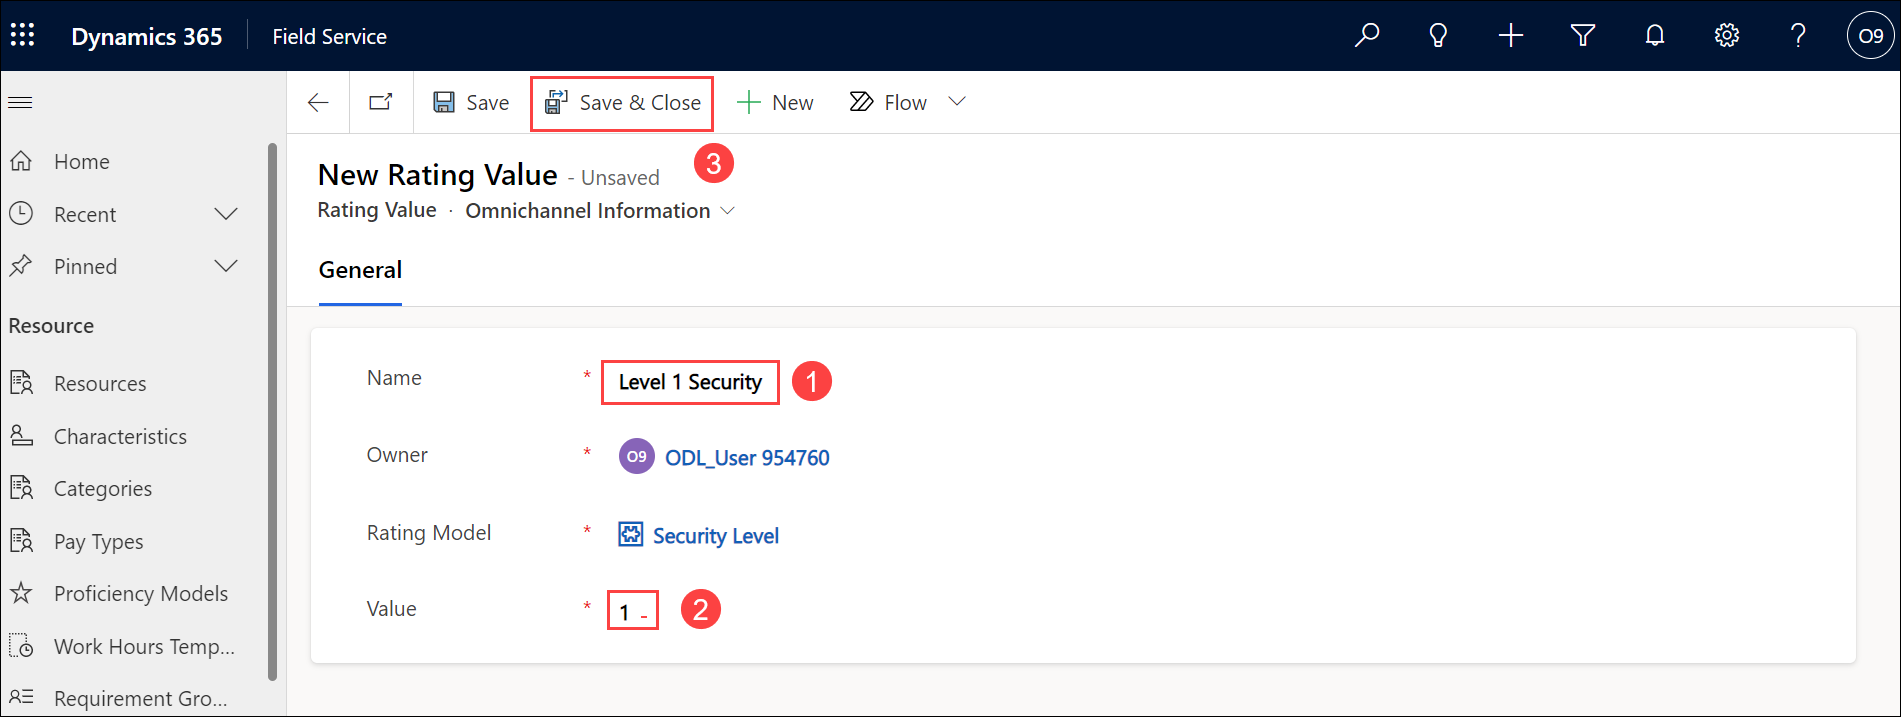 Dynamics 365 Field Service O9
Save Save & Close New Flow
Home
Recent
Pinned
Resource
Resources
Characteristics
Categories
Pay Types
Proficiency Models
Work Hours Temp...
Requirement Gro...
New Rating Value - Unsaved 3
Rating Value · Omnichannel Information
General
Name * Level 1 Security 1
Owner * O9 ODL_User 954760
Rating Model * Security Level
Value * 1 - 2